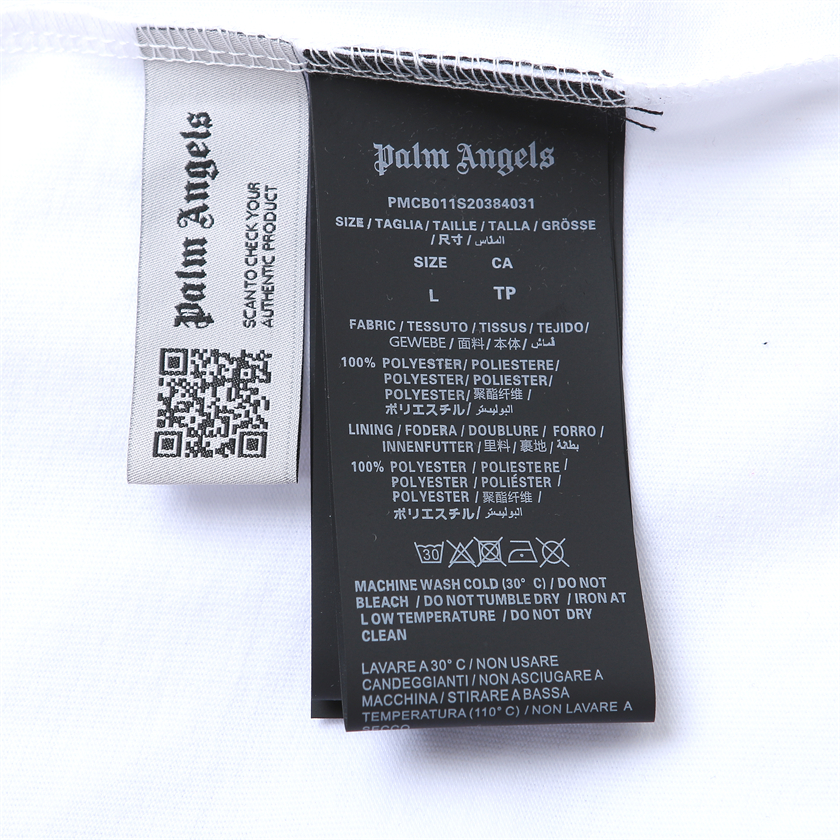 Palm Angels
SCAN TO CHECK YOUR
AUTHENTIC PRODUCT
Palm Angels
PMCB011S20384031
SIZE / TAGLIA / TAILLE / TALLA / GRÖSSE
/ 尺寸 / المقاس
SIZE CA
L TP
FABRIC / TESSUTO / TISSUS / TEJIDO/
GEWEBE / 面料 / 本体 / قماش
100% POLYESTER/ POLIESTERE/
POLYESTER/ POLIESTER/
POLYESTER/ 聚酯纤维/
ポリエステル/ البوليستر
LINING / FODERA / DOUBLURE / FORRO /
INNENFUTTER / 里料 / 裏地 / بطانة
100% POLYESTER / POLIESTERE /
POLYESTER / POLIÉSTER /
POLYESTER / 聚酯纤维 /
ポリエステル/ البوليستر
30
MACHINE WASH COLD (30° C) / DO NOT
BLEACH / DO NOT TUMBLE DRY / IRON AT
LOW TEMPERATURE / DO NOT DRY
CLEAN
LAVARE A 30° C / NON USARE
CANDEGGIANTI / NON ASCIUGARE A
MACCHINA / STIRARE A BASSA
TEMPERATURA (110° C) / NON LAVARE A
SECCO